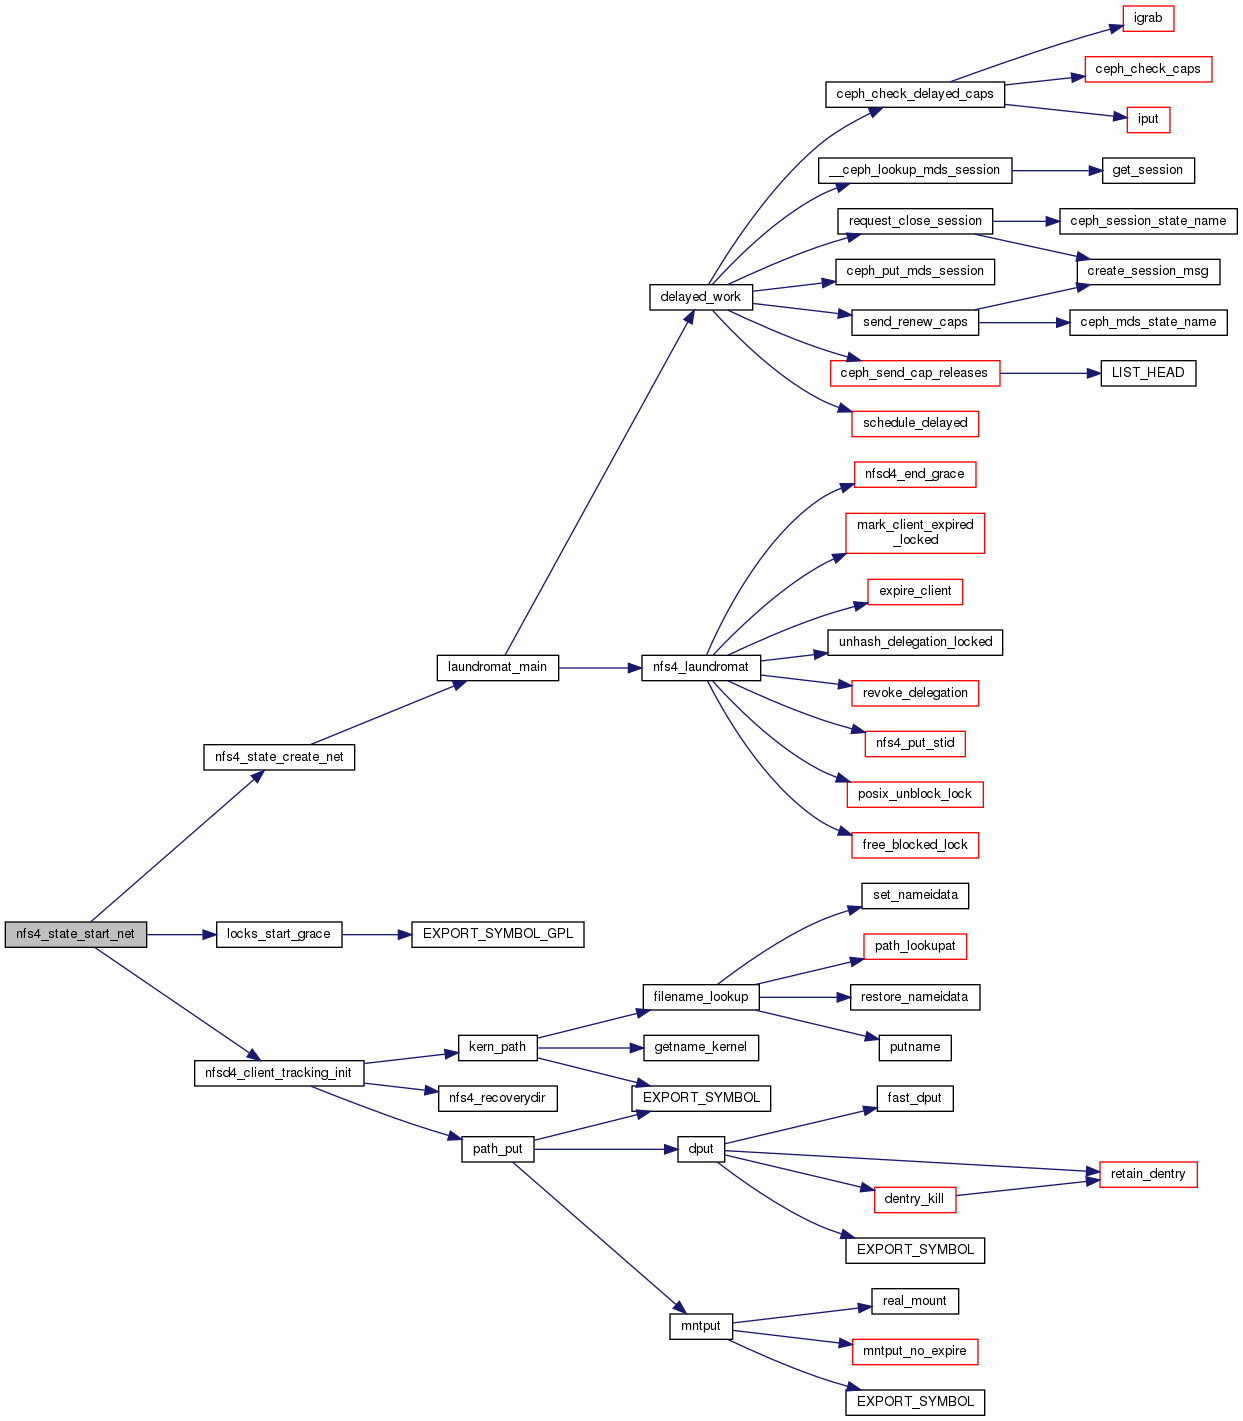 igrab
ceph_check_caps
ceph_check_delayed_caps
iput
__ceph_lookup_mds_session
get_session
request_close_session
ceph_session_state_name
ceph_put_mds_session
create_session_msg
delayed_work
send_renew_caps
ceph_mds_state_name
ceph_send_cap_releases
LIST_HEAD
schedule_delayed
nfsd4_end_grace
mark_client_expired
_locked
expire_client
unhash_delegation_locked
laundromat_main
nfs4_laundromat
revoke_delegation
nfs4_put_stid
nfs4_state_create_net
posix_unblock_lock
free_blocked_lock
set_nameidata
nfs4_state_start_net
locks_start_grace
EXPORT_SYMBOL_GPL
path_lookupat
filename_lookup
restore_nameidata
kern_path
getname_kernel
putname
nfsd4_client_tracking_init
nfs4_recoverydir
EXPORT_SYMBOL
fast_dput
path_put
dput
retain_dentry
dentry_kill
EXPORT_SYMBOL
real_mount
mntput
mntput_no_expire
EXPORT_SYMBOL